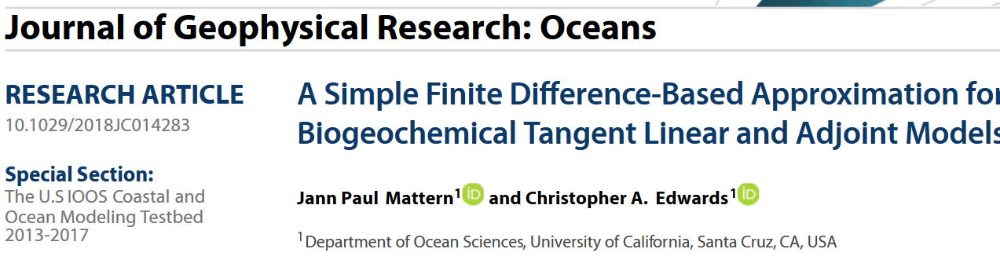 Journal of Geophysical Research: Oceans
RESEARCH ARTICLE
10.1029/2018JC014283
Special Section:
The U.S IOOS Coastal and
Ocean Modeling Testbed
2013-2017
A Simple Finite Difference-Based Approximation for
Biogeochemical Tangent Linear and Adjoint Models
Jann Paul Mattern1 iD and Christopher A. Edwards1 iD
1Department of Ocean Sciences, University of California, Santa Cruz, CA, USA